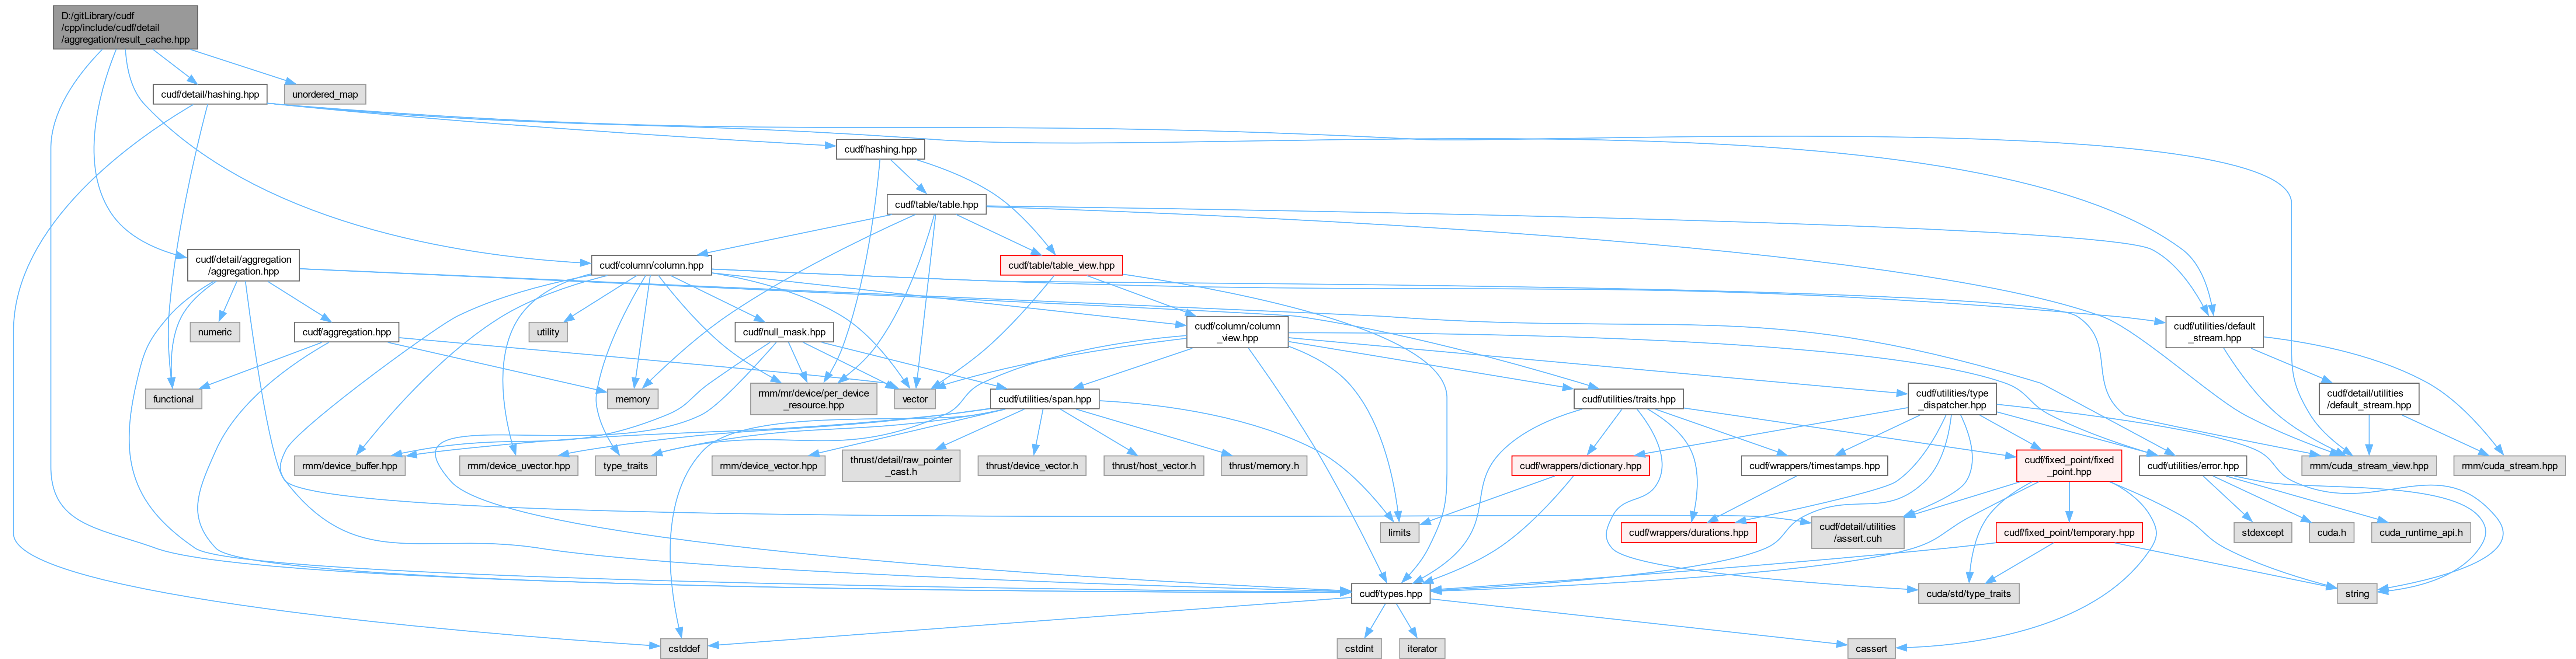 D:/gitLibrary/cudf
/cpp/include/cudf/detail
/aggregation/result_cache.hpp
cudf/detail/hashing.hpp
unordered_map
cudf/hashing.hpp
cudf/table/table.hpp
cudf/detail/aggregation
/aggregation.hpp
cudf/column/column.hpp
cudf/table/table_view.hpp
numeric
cudf/aggregation.hpp
utility
cudf/null_mask.hpp
cudf/column/column
_view.hpp
cudf/utilities/default
_stream.hpp
functional
memory
rmm/mr/device/per_device
_resource.hpp
vector
cudf/utilities/span.hpp
cudf/utilities/traits.hpp
cudf/utilities/type
_dispatcher.hpp
cudf/detail/utilities
/default_stream.hpp
rmm/device_buffer.hpp
rmm/device_uvector.hpp
type_traits
rmm/device_vector.hpp
thrust/detail/raw_pointer
_cast.h
thrust/device_vector.h
thrust/host_vector.h
thrust/memory.h
cudf/wrappers/dictionary.hpp
cudf/wrappers/timestamps.hpp
cudf/fixed_point/fixed
_point.hpp
cudf/utilities/error.hpp
rmm/cuda_stream_view.hpp
rmm/cuda_stream.hpp
limits
cudf/wrappers/durations.hpp
cudf/detail/utilities
/assert.cuh
cudf/fixed_point/temporary.hpp
stdexcept
cuda.h
cuda_runtime_api.h
cudf/types.hpp
cuda/std/type_traits
string
cstddef
cstdint
iterator
cassert